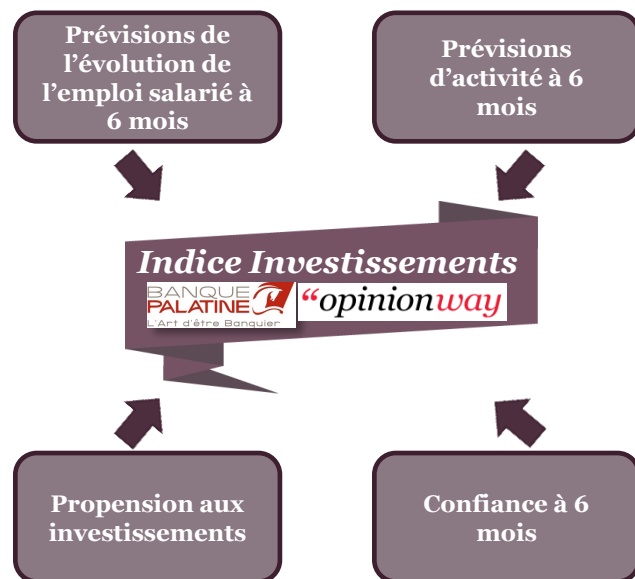 Prévisions de
l’évolution de
l’emploi salarié à
6 mois
Prévisions
d’activité à 6
mois
Indice Investissements
BANQUE
PALATINE
L'Art d'être Banquier
“opinionway
Propension aux
investissements
Confiance à 6
mois